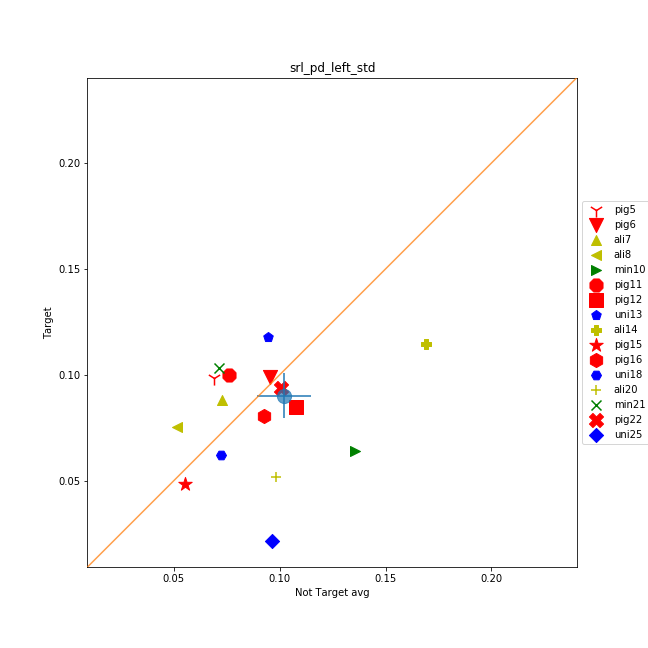 srl_pd_left_std
0.20
0.15
0.10
0.05
Target
0.05
0.10
0.15
0.20
Not Target avg
pig5
pig6
ali7
ali8
min10
pig11
pig12
uni13
ali14
pig15
pig16
uni18
ali20
min21
pig22
uni25